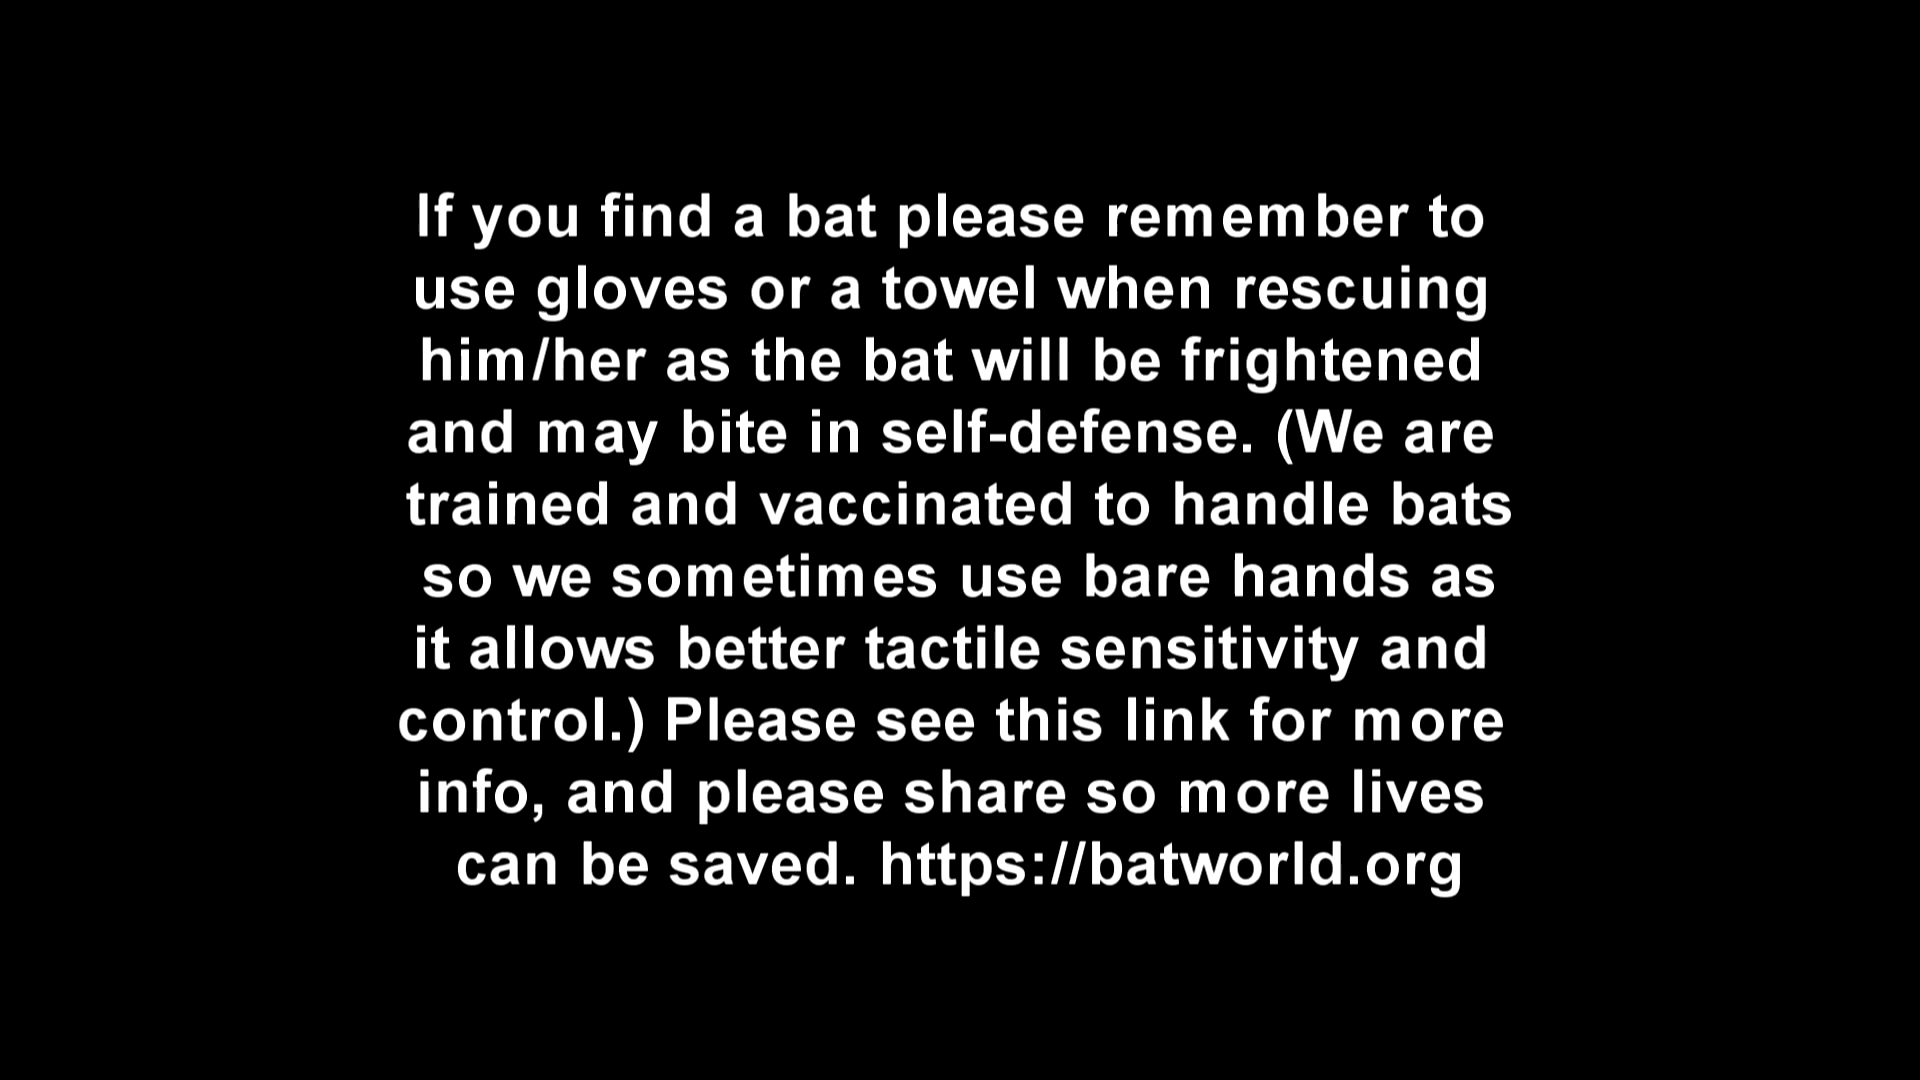 If you find a bat please remember to
use gloves or a towel when rescuing
him/her as the bat will be frightened
and may bite in self-defense. (We are
trained and vaccinated to handle bats
so we sometimes use bare hands as
it allows better tactile sensitivity and
control.) Please see this link for more
info, and please share so more lives
can be saved. https://batworld.org